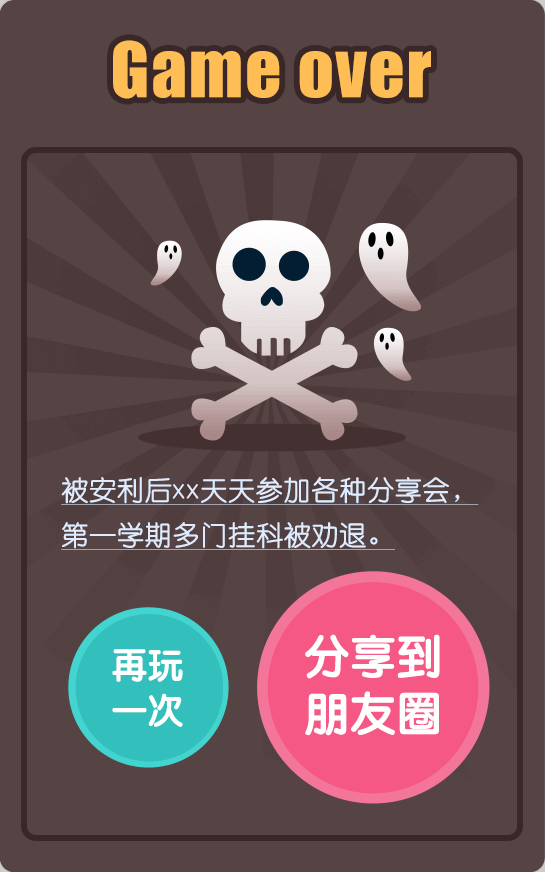 Game over
被安利后xx天天参加各种分享会，
第一学期多门挂科被劝退。
再玩
一次
分享到
朋友圈